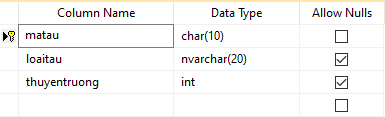 Column Name Data Type Allow Nulls
matau char(10)
loaitau nvarchar(20)
thuyentruong int